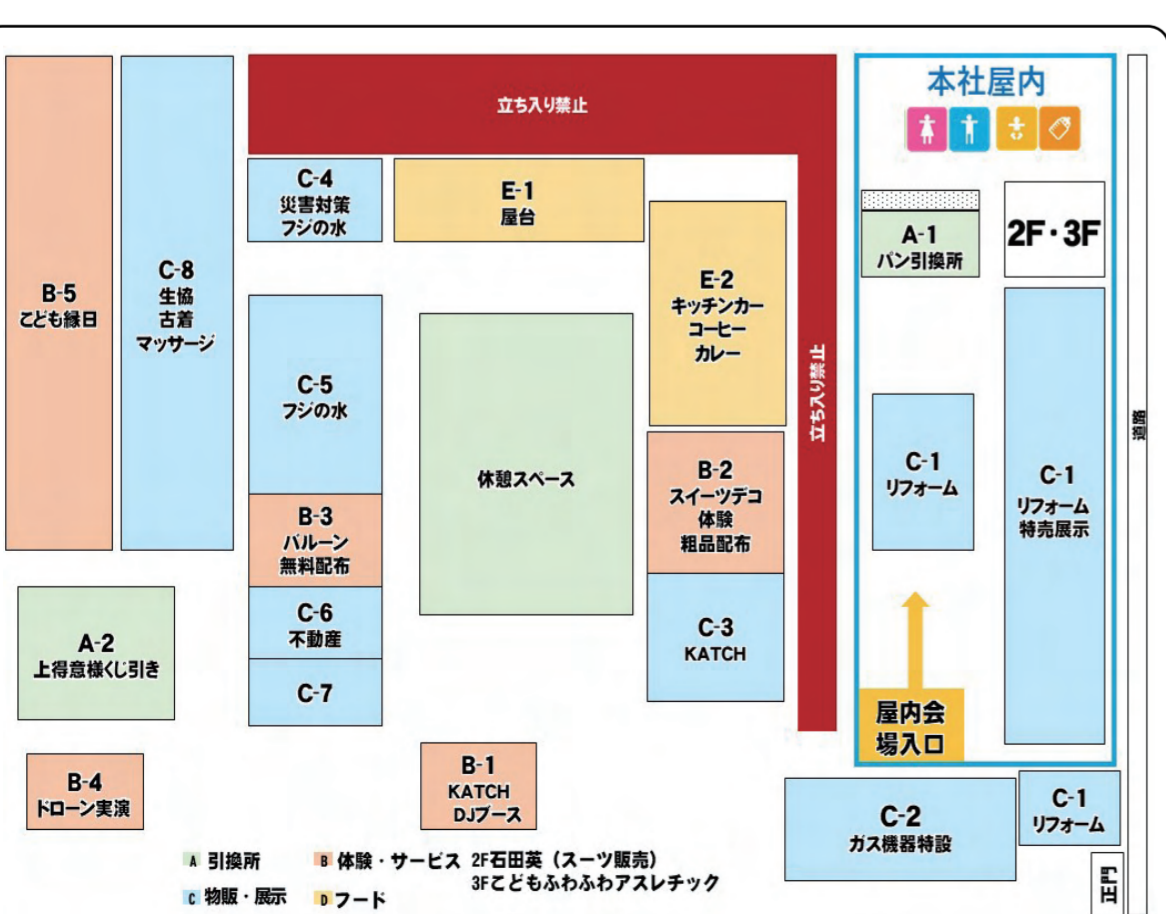 立ち入り禁止
本社屋内
C-4
災害対策
フジの水
E-1
屋台
A-1
パン引換所
2F・3F
B-5
こども縁日
C-8
生協
古着
マッサージ
E-2
キッチンカー
コーヒー
カレー
立ち入り禁止
道路
C-5
フジの水
休憩スペース
B-2
スイーツデコ
体験
粗品配布
C-1
リフォーム
C-1
リフォーム
特売展示
B-3
バルーン
無料配布
C-6
不動産
C-3
KATCH
A-2
上得意様くじ引き
C-7
屋内会
場入口
B-4
ドローン実演
B-1
KATCH
DJブース
C-2
ガス機器特設
C-1
リフォーム
正門
A 引換所
B 体験・サービス
2F石田英（スーツ販売）
3Fこどもふわふわアスレチック
C 物販・展示
D フード